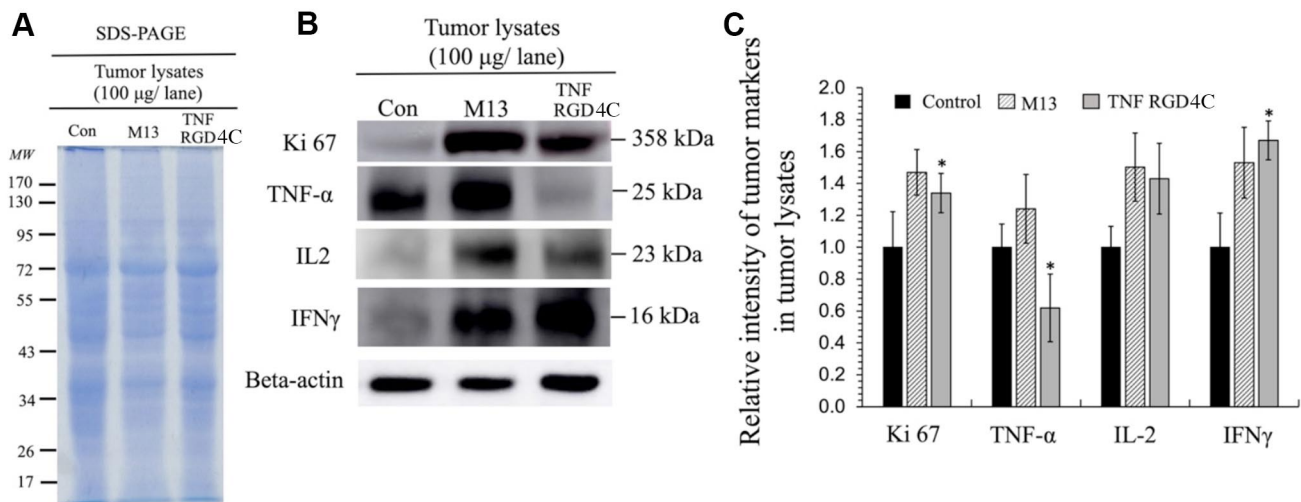 A
SDS-PAGE
Tumor lysates
(100 µg/ lane)
Con M13 TNF
RGD4C
MW
170
130
95
72
55
43
34
26
17
B
Tumor lysates
(100 µg/ lane)
Con M13 TNF
RGD4C
Ki 67 358 kDa
TNF-α 25 kDa
IL2 23 kDa
IFNγ 16 kDa
Beta-actin
C
Relative intensity of tumor markers
in tumor lysates
2.0
1.8
1.6
1.4
1.2
1.0
0.8
0.6
0.4
0.2
0.0
Control M13 TNF RGD4C
*
*
*
Ki 67 TNF-α IL-2 IFNγ